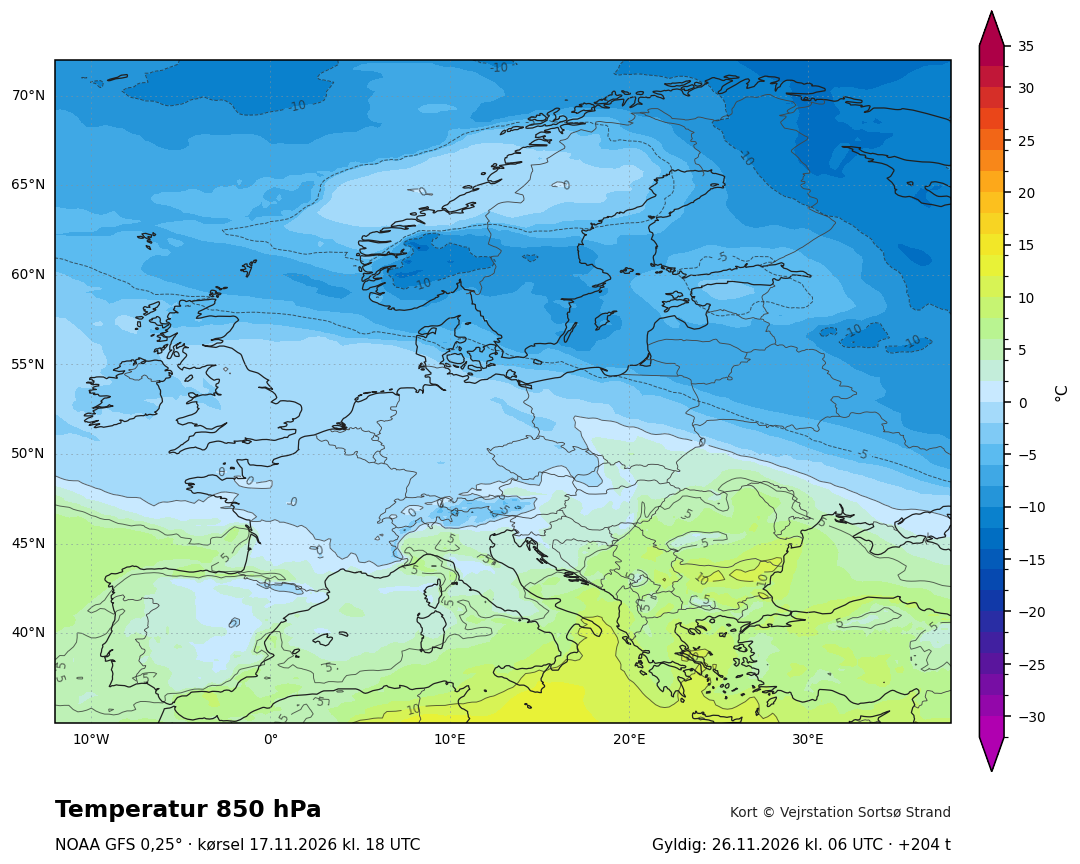 70°N
65°N
60°N
55°N
50°N
45°N
40°N
10°W
0°
10°E
20°E
30°E
35
30
25
20
15
10
5
0
−5
−10
−15
−20
−25
−30
°C
Temperatur 850 hPa
Kort © Vejrstation Sortsø Strand
NOAA GFS 0,25° · kørsel 17.11.2026 kl. 18 UTC
Gyldig: 26.11.2026 kl. 06 UTC · +204 t